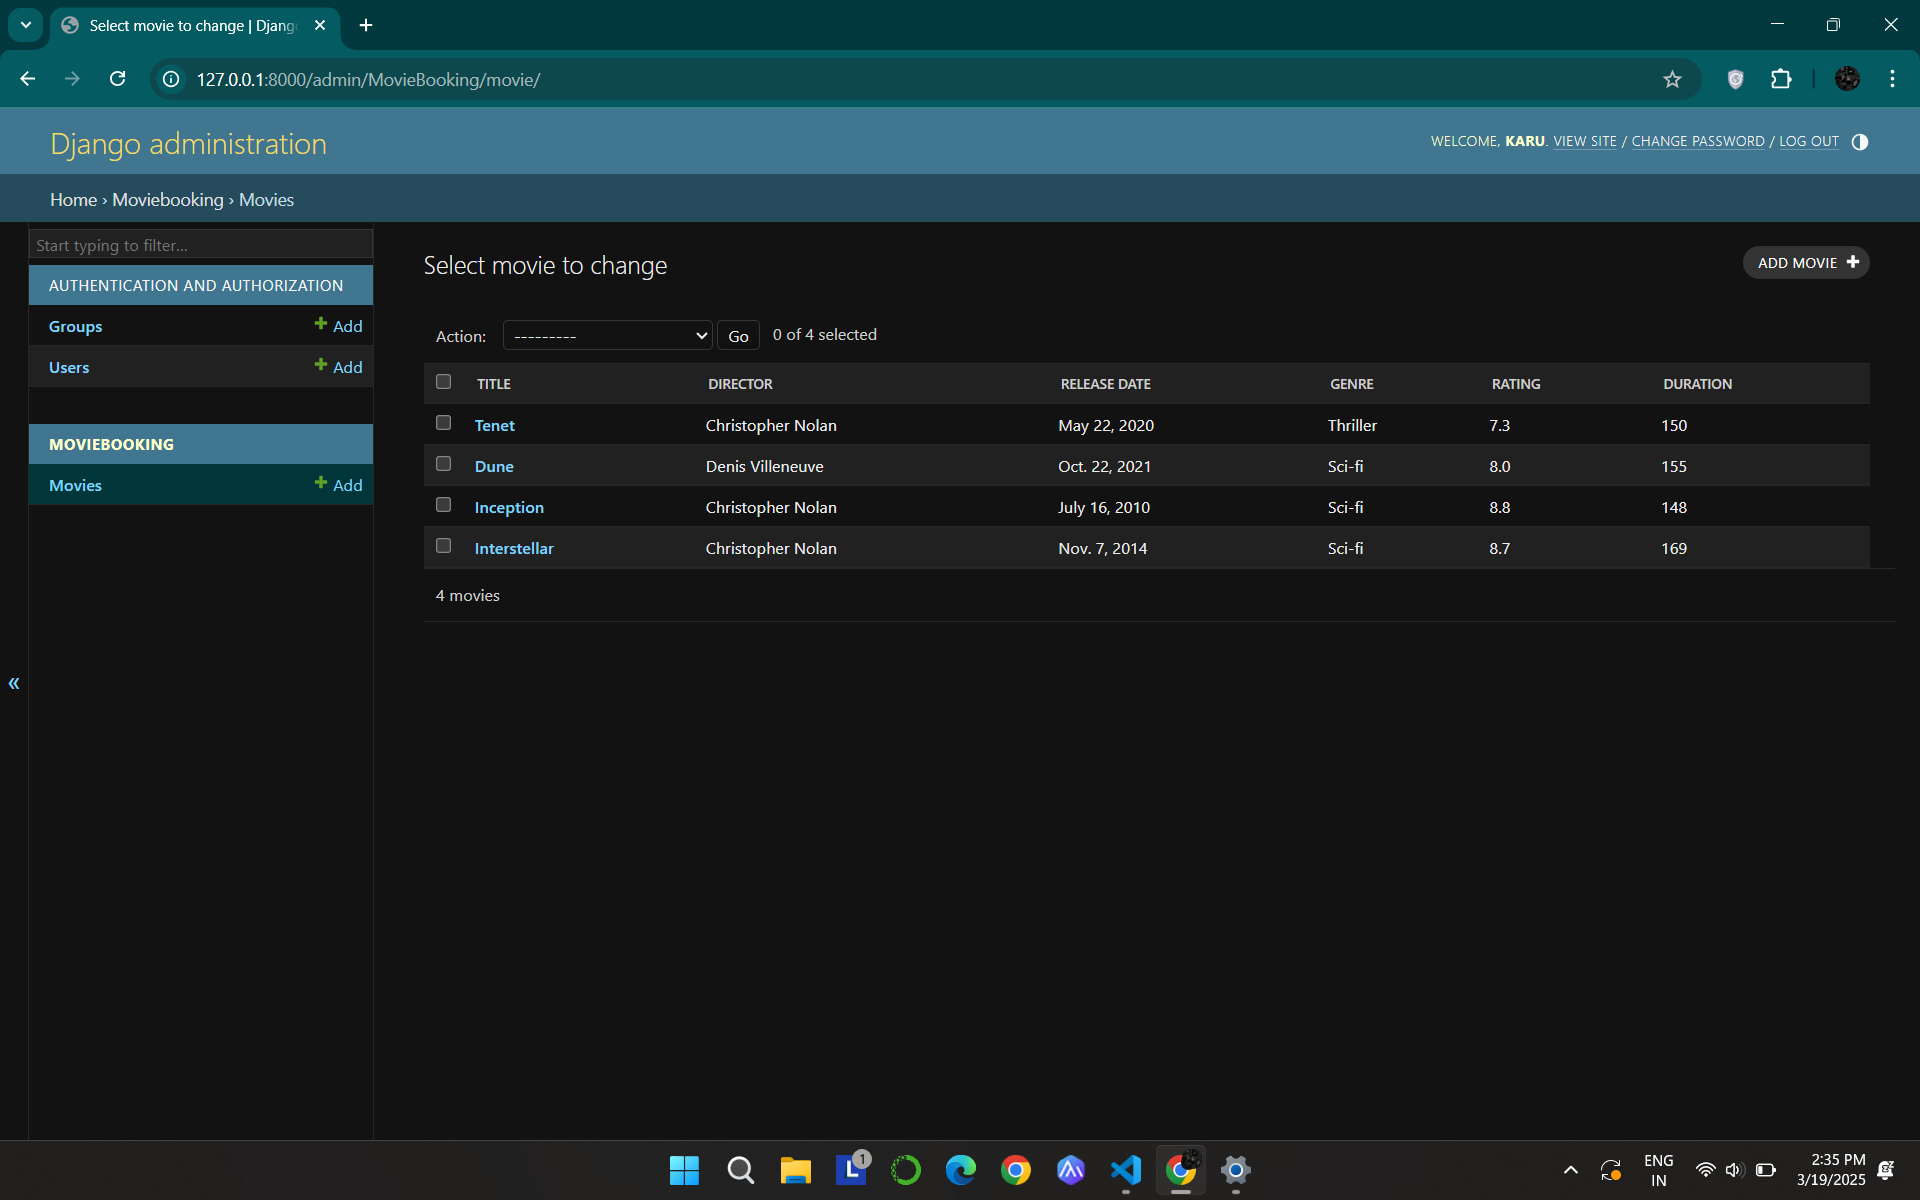 Select movie to change | Djang
127.0.0.1:8000/admin/MovieBooking/movie/
Django administration
WELCOME, KARU. VIEW SITE / CHANGE PASSWORD / LOG OUT
Home › Moviebooking › Movies
Start typing to filter...
AUTHENTICATION AND AUTHORIZATION
Groups Add
Users Add
MOVIEBOOKING
Movies Add
«
Select movie to change
ADD MOVIE
Action: --------- Go 0 of 4 selected
TITLE DIRECTOR RELEASE DATE GENRE RATING DURATION
Tenet Christopher Nolan May 22, 2020 Thriller 7.3 150
Dune Denis Villeneuve Oct. 22, 2021 Sci-fi 8.0 155
Inception Christopher Nolan July 16, 2010 Sci-fi 8.8 148
Interstellar Christopher Nolan Nov. 7, 2014 Sci-fi 8.7 169
4 movies
L 1
ENG
IN
2:35 PM
3/19/2025